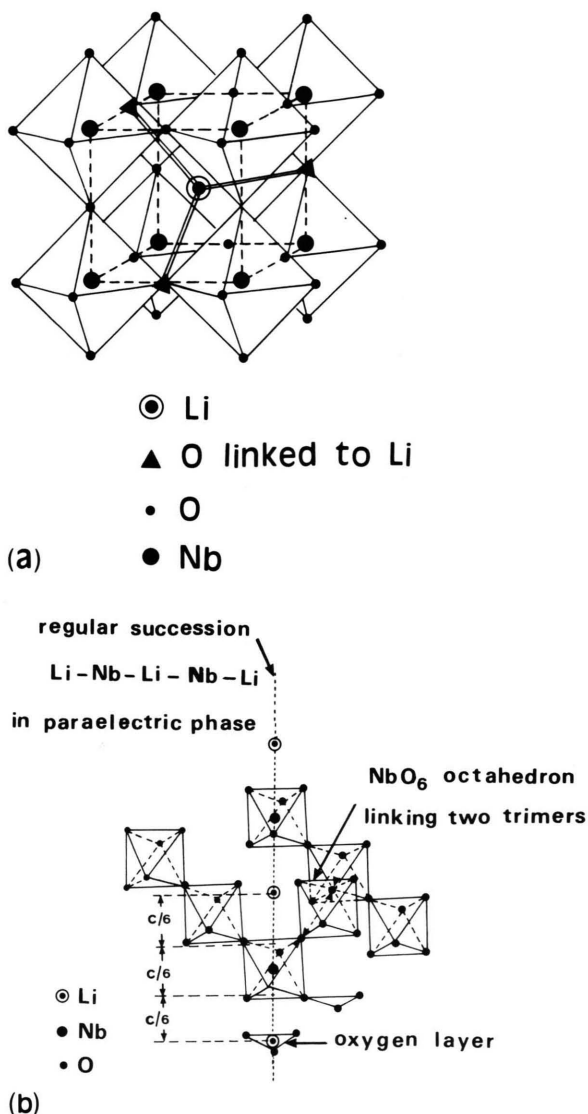 Li
O linked to Li
O
(a)
Nb
regular succession
Li-Nb-Li-Nb-Li
in paraelectric phase
NbO6 octahedron
linking two trimers
c/6
c/6
c/6
Li
Nb
O
oxygen layer
(b)